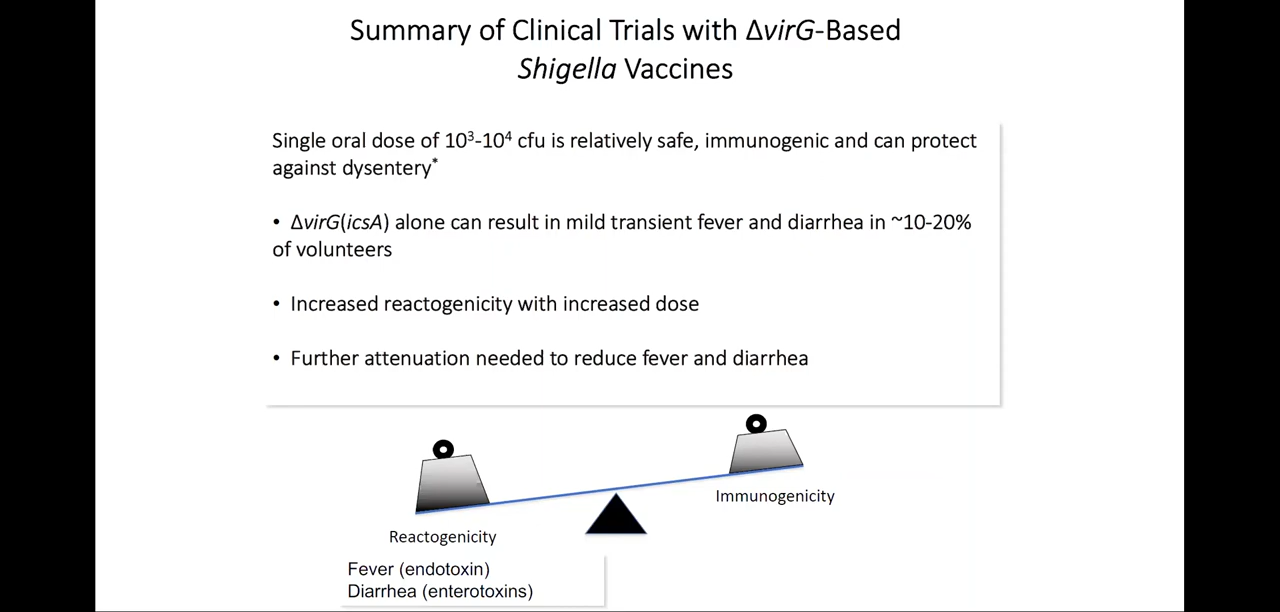 Summary of Clinical Trials with ΔvirG-Based
Shigella Vaccines
Single oral dose of 10³-10⁴ cfu is relatively safe, immunogenic and can protect
against dysentery*
• ΔvirG(icsA) alone can result in mild transient fever and diarrhea in ~10-20%
of volunteers
• Increased reactogenicity with increased dose
• Further attenuation needed to reduce fever and diarrhea
Immunogenicity
Reactogenicity
Fever (endotoxin)
Diarrhea (enterotoxins)